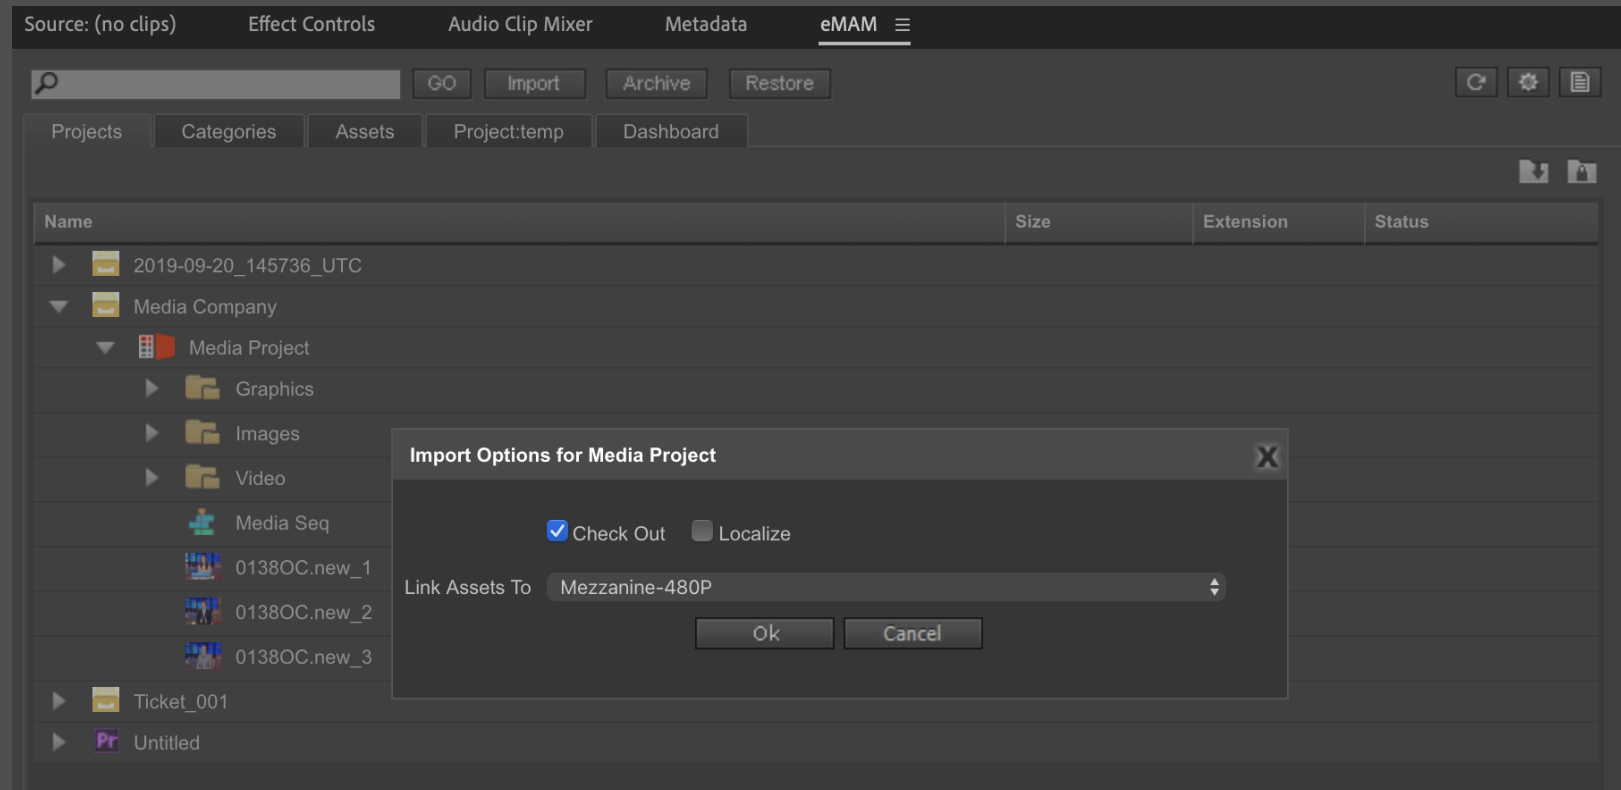 Source: (no clips) Effect Controls Audio Clip Mixer Metadata eMAM
GO Import Archive Restore
Projects Categories Assets Project:temp Dashboard
Name Size Extension Status
2019-09-20_145736_UTC
Media Company
Media Project
Graphics
Images
Import Options for Media Project X
Video
Media Seq
Check Out Localize
0138OC.new_1
Link Assets To Mezzanine-480P
0138OC.new_2
Ok Cancel
0138OC.new_3
Ticket_001
Pr Untitled